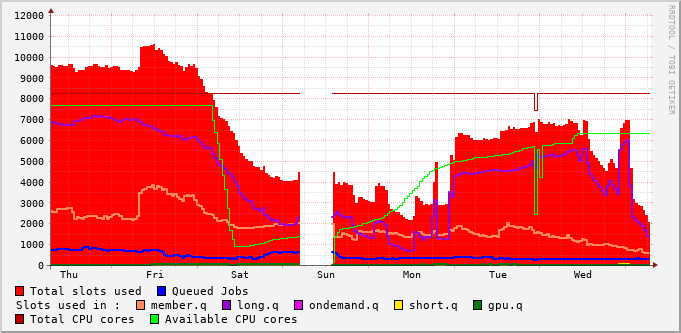 12000
11000
10000
9000
8000
7000
6000
5000
4000
3000
2000
1000
0
Thu Fri Sat Sun Mon Tue Wed
Total slots used Queued Jobs
Slots used in : member.q long.q ondemand.q short.q gpu.q
Total CPU cores Available CPU cores
RRDTOOL / TOBI OETIKER